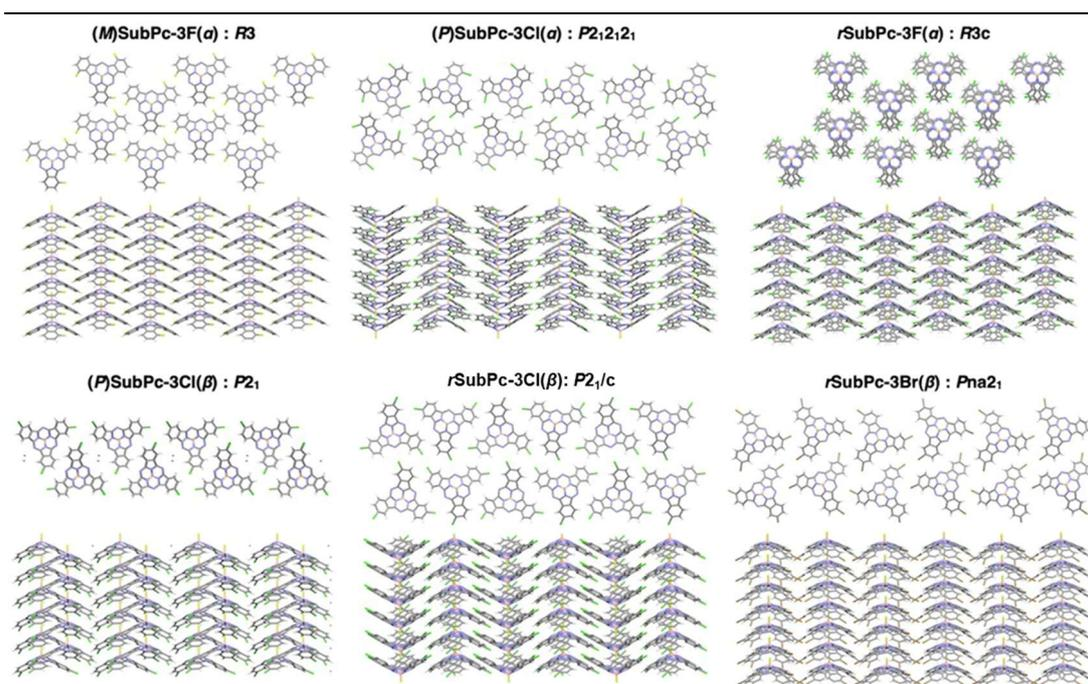 (M)SubPc-3F(α) : R3
(P)SubPc-3Cl(α) : P2₁2₁2₁
rSubPc-3F(α) : R3c
(P)SubPc-3Cl(β) : P2₁
rSubPc-3Cl(β): P2₁/c
rSubPc-3Br(β) : Pna2₁